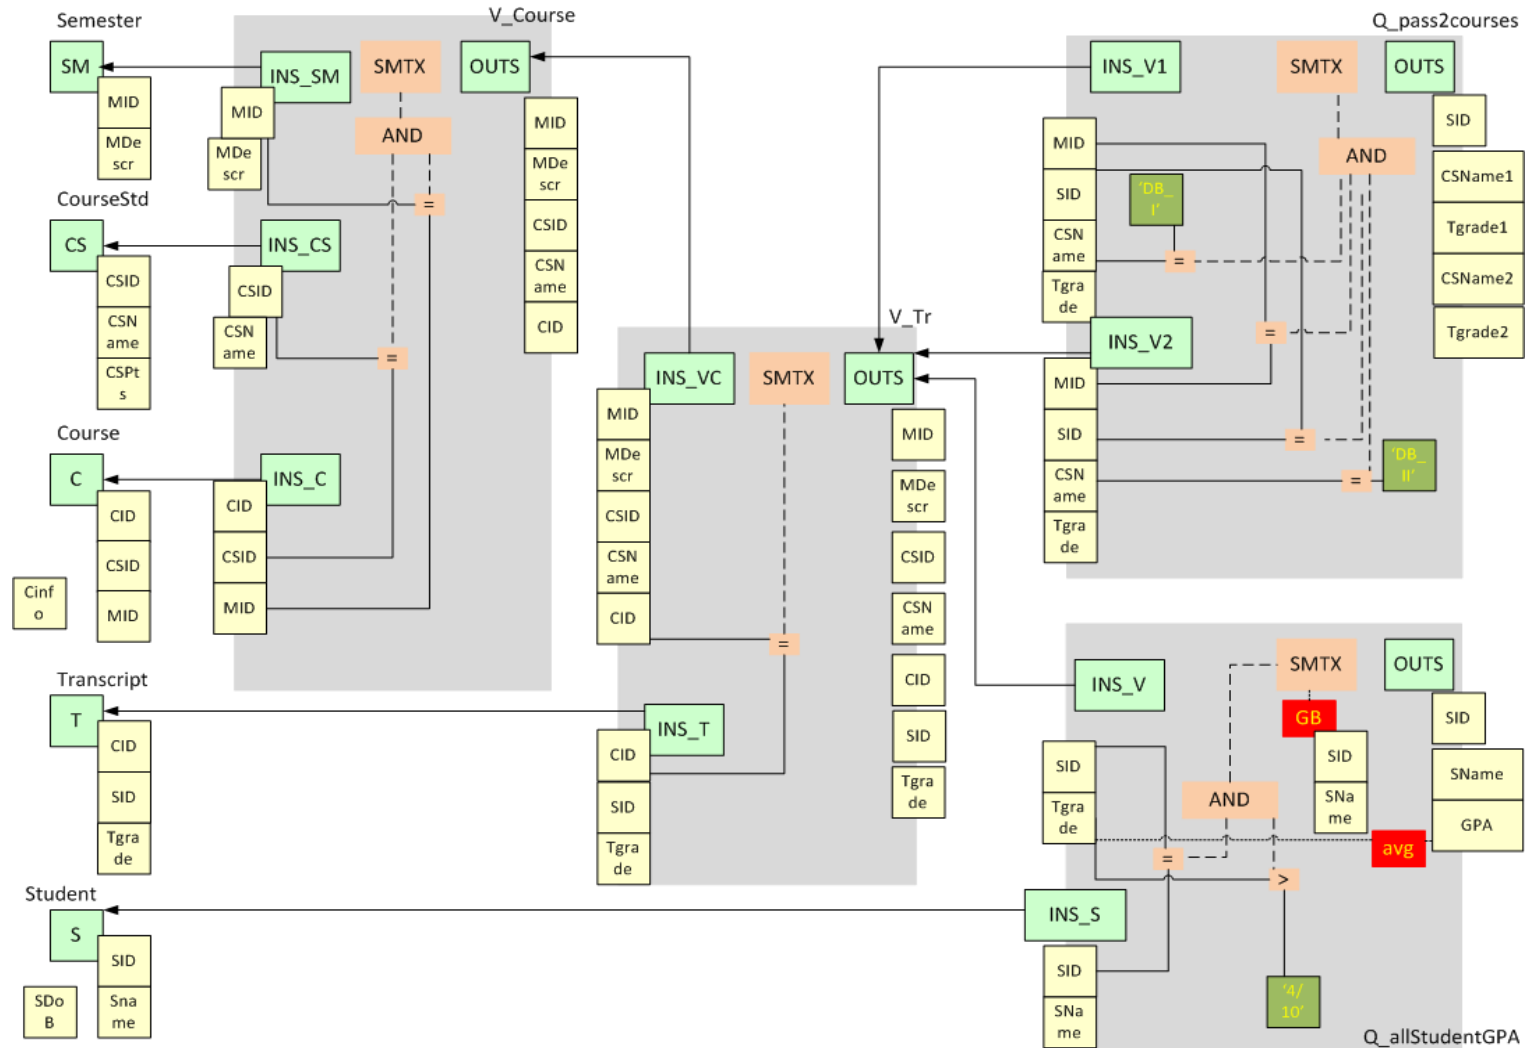 Semester
SM
MID
MDe
scr
CourseStd
CS
CSID
CSN
ame
CSPt
s
Course
C
CID
CSID
MID
Cinf
o
Transcript
T
CID
SID
Tgra
de
Student
S
SID
Sna
me
SDo
B
V_Course
INS_SM
SMTX
OUTS
MID
MDe
scr
AND
=
INS_CS
CSID
CSN
ame
=
INS_C
CID
CSID
MID
MID
MDe
scr
CSID
CSN
ame
CID
V_Tr
INS_VC
SMTX
OUTS
MID
MDe
scr
CSID
CSN
ame
CID
=
INS_T
CID
SID
Tgra
de
MID
MDe
scr
CSID
CSN
ame
CID
SID
Tgra
de
Q_pass2courses
INS_V1
SMTX
OUTS
MID
SID
CSN
ame
Tgra
de
'DB_
I'
=
AND
SID
CSName1
Tgrade1
CSName2
Tgrade2
INS_V2
=
MID
SID
CSN
ame
Tgra
de
=
=
'DB_
II'
INS_V
SMTX
OUTS
GB
SID
SNa
me
SID
SName
GPA
SID
Tgra
de
AND
=
avg
>
INS_S
SID
SNa
me
'4/
10'
Q_allStudentGPA